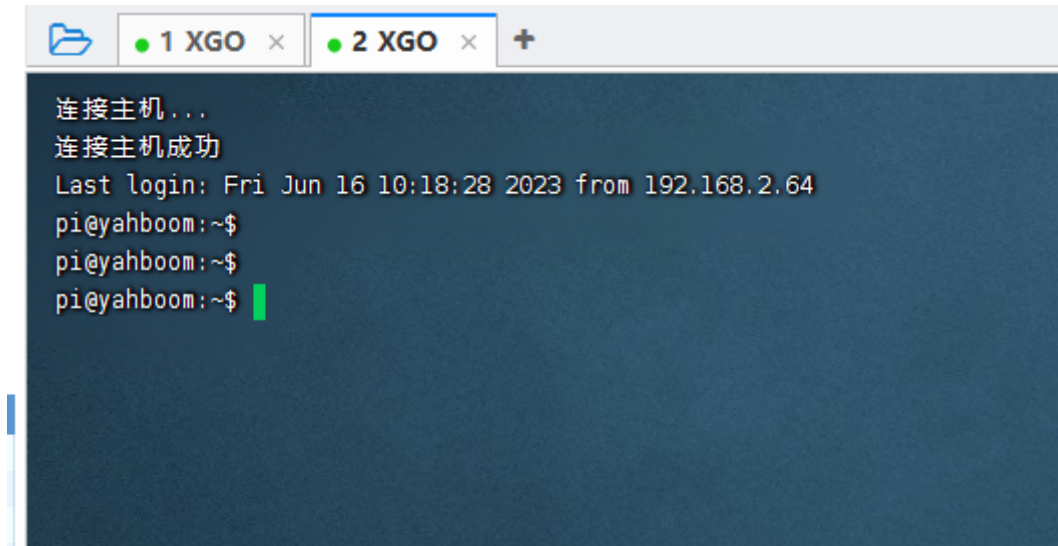 1 XGO
2 XGO
连接主机...
连接主机成功
Last login: Fri Jun 16 10:18:28 2023 from 192.168.2.64
pi@yahboom:~$
pi@yahboom:~$
pi@yahboom:~$